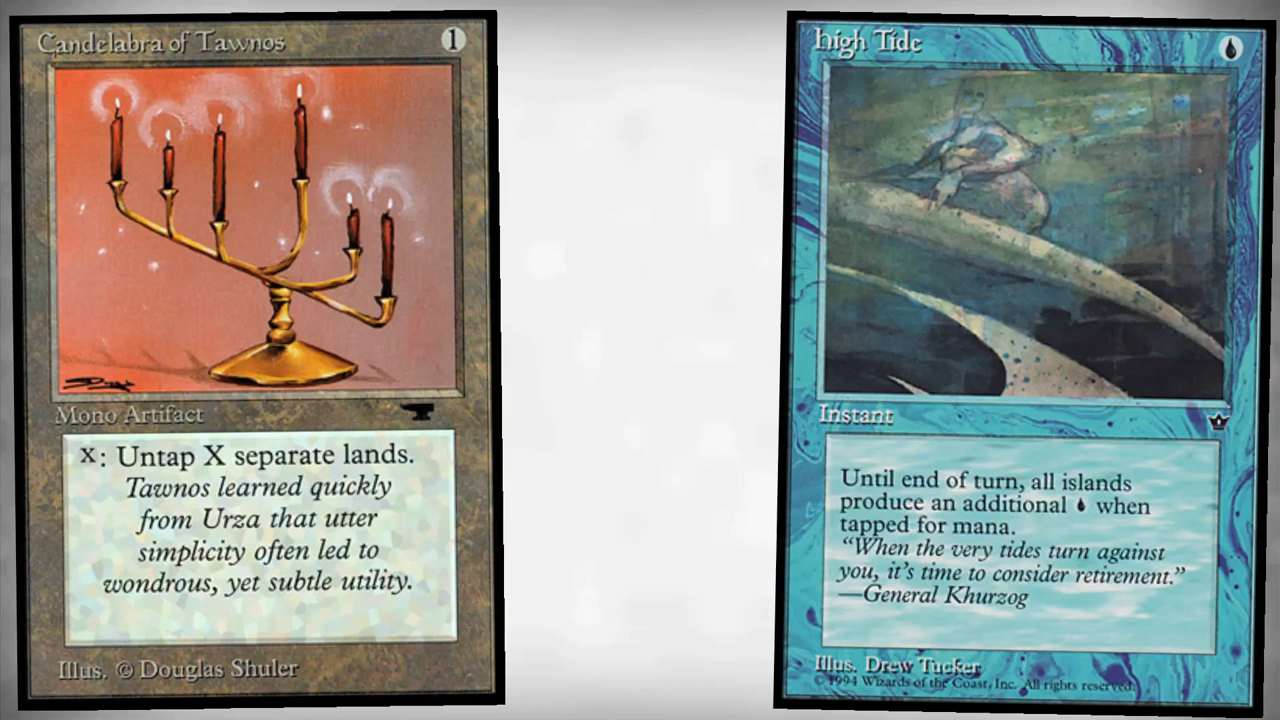 Candelabra of Tawnos 1
Mono Artifact
X: Untap X separate lands.
Tawnos learned quickly
from Urza that utter
simplicity often led to
wondrous, yet subtle utility.
Illus. © Douglas Shuler
High Tide
Instant
Until end of turn, all islands
produce an additional when
tapped for mana.
“When the very tides turn against
you, it’s time to consider retirement.”
—General Khurzog
Illus. Drew Tucker
© 1994 Wizards of the Coast, Inc. All rights reserved.